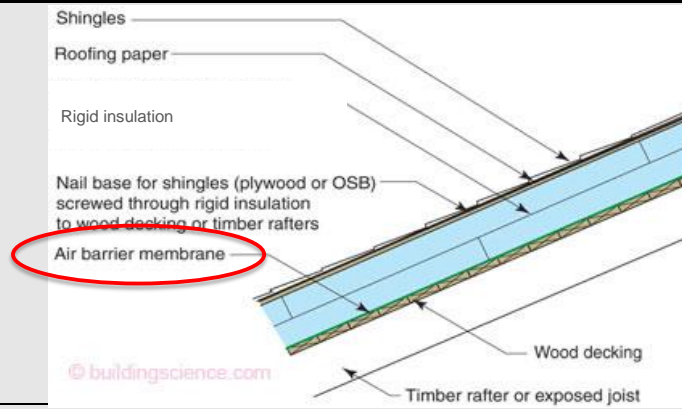 Shingles
Roofing paper
Rigid insulation
Nail base for shingles (plywood or OSB)
screwed through rigid insulation
to wood decking or timber rafters
Air barrier membrane
Wood decking
© buildingscience.com
Timber rafter or exposed joist